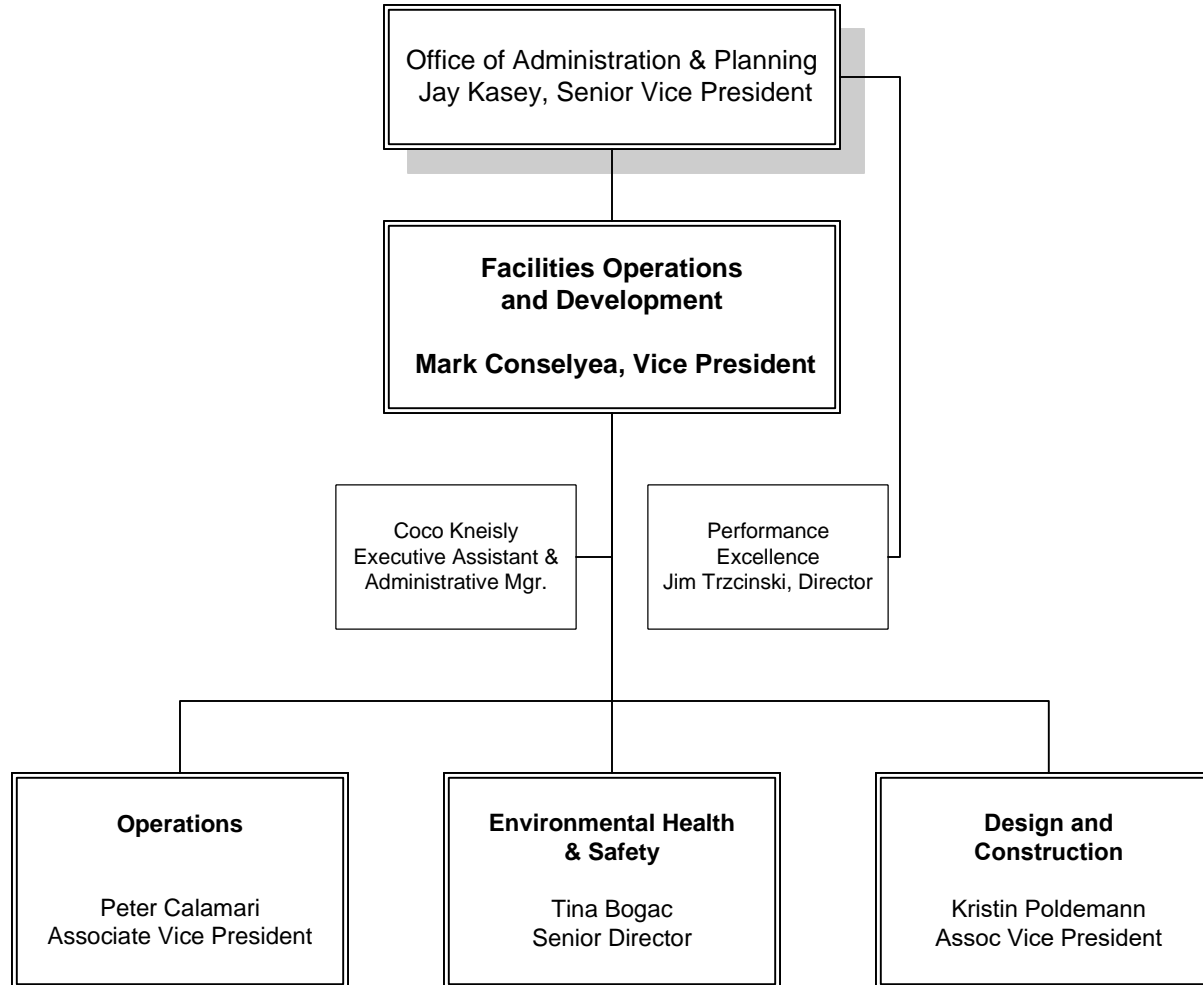 Office of Administration & Planning
Jay Kasey, Senior Vice President
Facilities Operations
and Development
Mark Conselyea, Vice President
Coco Kneisly
Executive Assistant &
Administrative Mgr.
Performance
Excellence
Jim Trzcinski, Director
Operations
Peter Calamari
Associate Vice President
Environmental Health
& Safety
Tina Bogac
Senior Director
Design and
Construction
Kristin Poldemann
Assoc Vice President